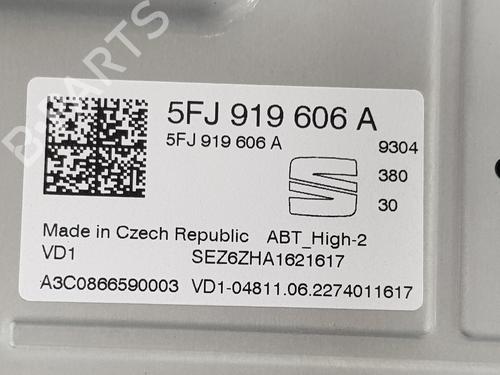 B-PARTS
5FJ 919 606 A
5FJ 919 606 A
9304
380
30
Made in Czech Republic ABT_High-2
VD1 SEZ6ZHA1621617
A3C0866590003 VD1-04811.06.2274011617